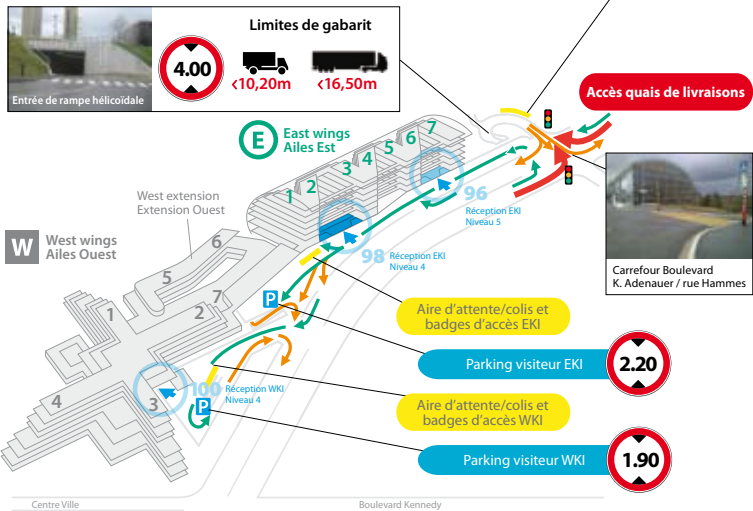 Limites de gabarit
4.00
<10,20m
<16,50m
Entrée de rampe hélicoïdale
Accès quais de livraisons
E
East wings
Ailes Est
1
2
3
4
5
6
7
96
Réception EKI
Niveau 5
Carrefour Boulevard
K. Adenauer / rue Hammes
West extension
Extension Ouest
W
West wings
Ailes Ouest
98
Réception EKI
Niveau 4
6
5
7
2
1
P
Aire d'attente/colis et
badges d'accès EKI
Parking visiteur EKI
2.20
4
3
100
Réception WKI
Niveau 4
P
Aire d'attente/colis et
badges d'accès WKI
Parking visiteur WKI
1.90
Centre Ville
Boulevard Kennedy